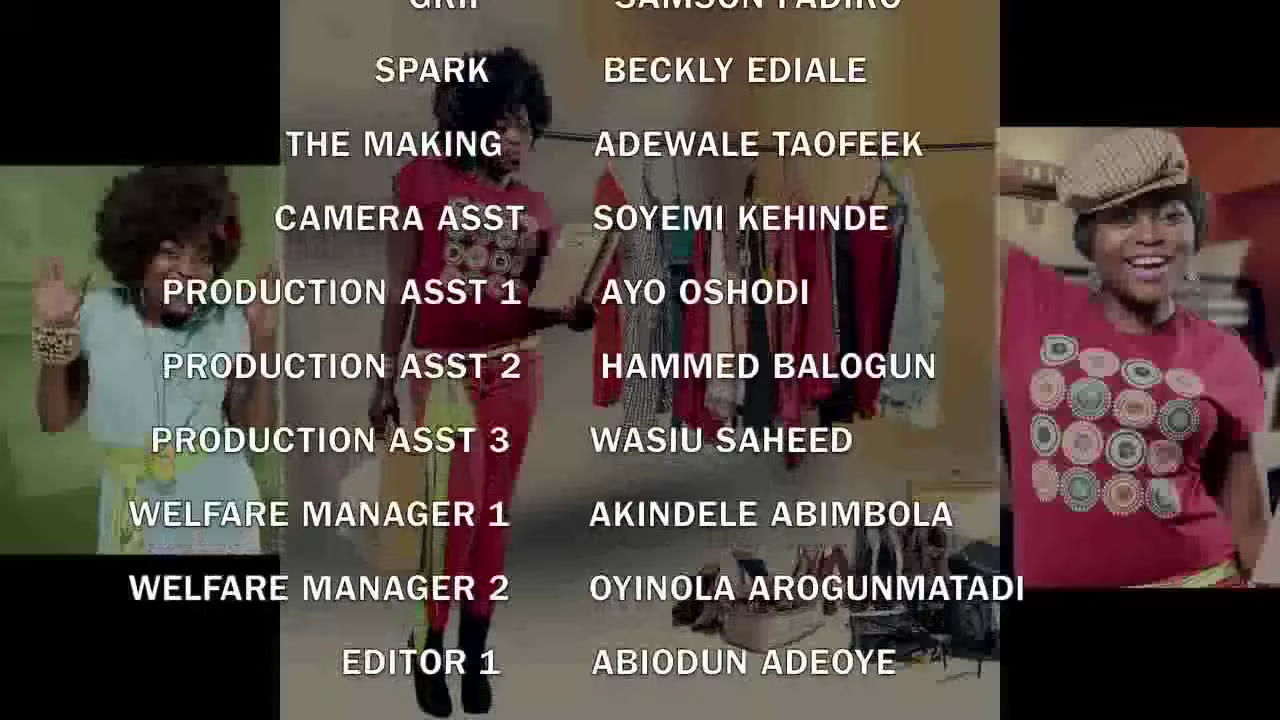 SPARK BECKLY EDIALE
THE MAKING ADEWALE TAOFEEK
CAMERA ASST SOYEMI KEHINDE
PRODUCTION ASST 1 AYO OSHODI
PRODUCTION ASST 2 HAMMED BALOGUN
PRODUCTION ASST 3 WASIU SAHEED
WELFARE MANAGER 1 AKINDELE ABIMBOLA
WELFARE MANAGER 2 OYINOLA AROGUNMATADI
EDITOR 1 ABIODUN ADEOYE